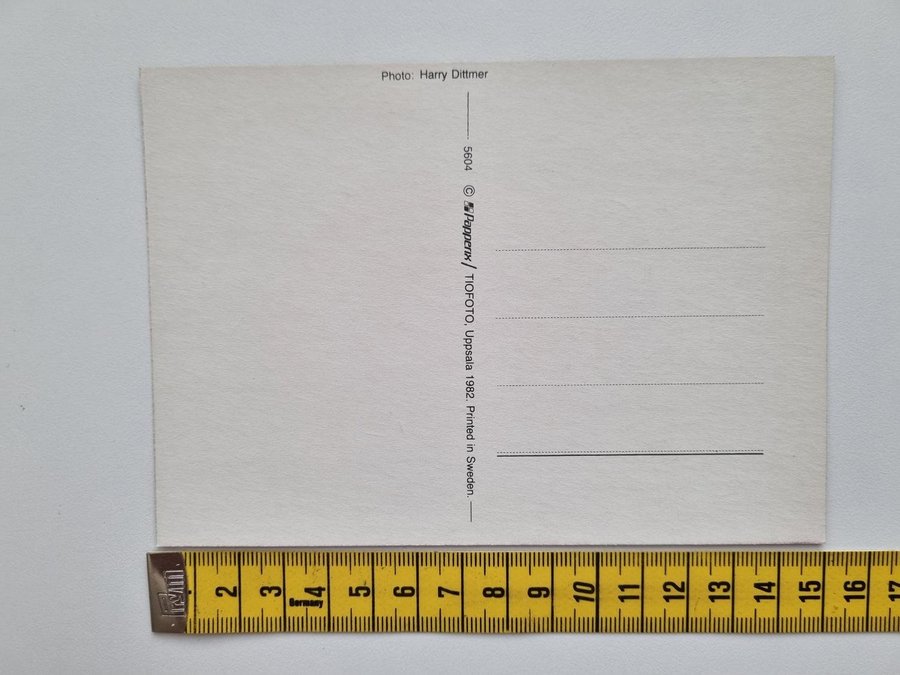 Photo: Harry Dittmer
5604 © Papperix/TIOFOTO, Uppsala 1982. Printed in Sweden.
2 3 4 5 6 7 8 9 10 11 12 13 14 15 16 17
Germany